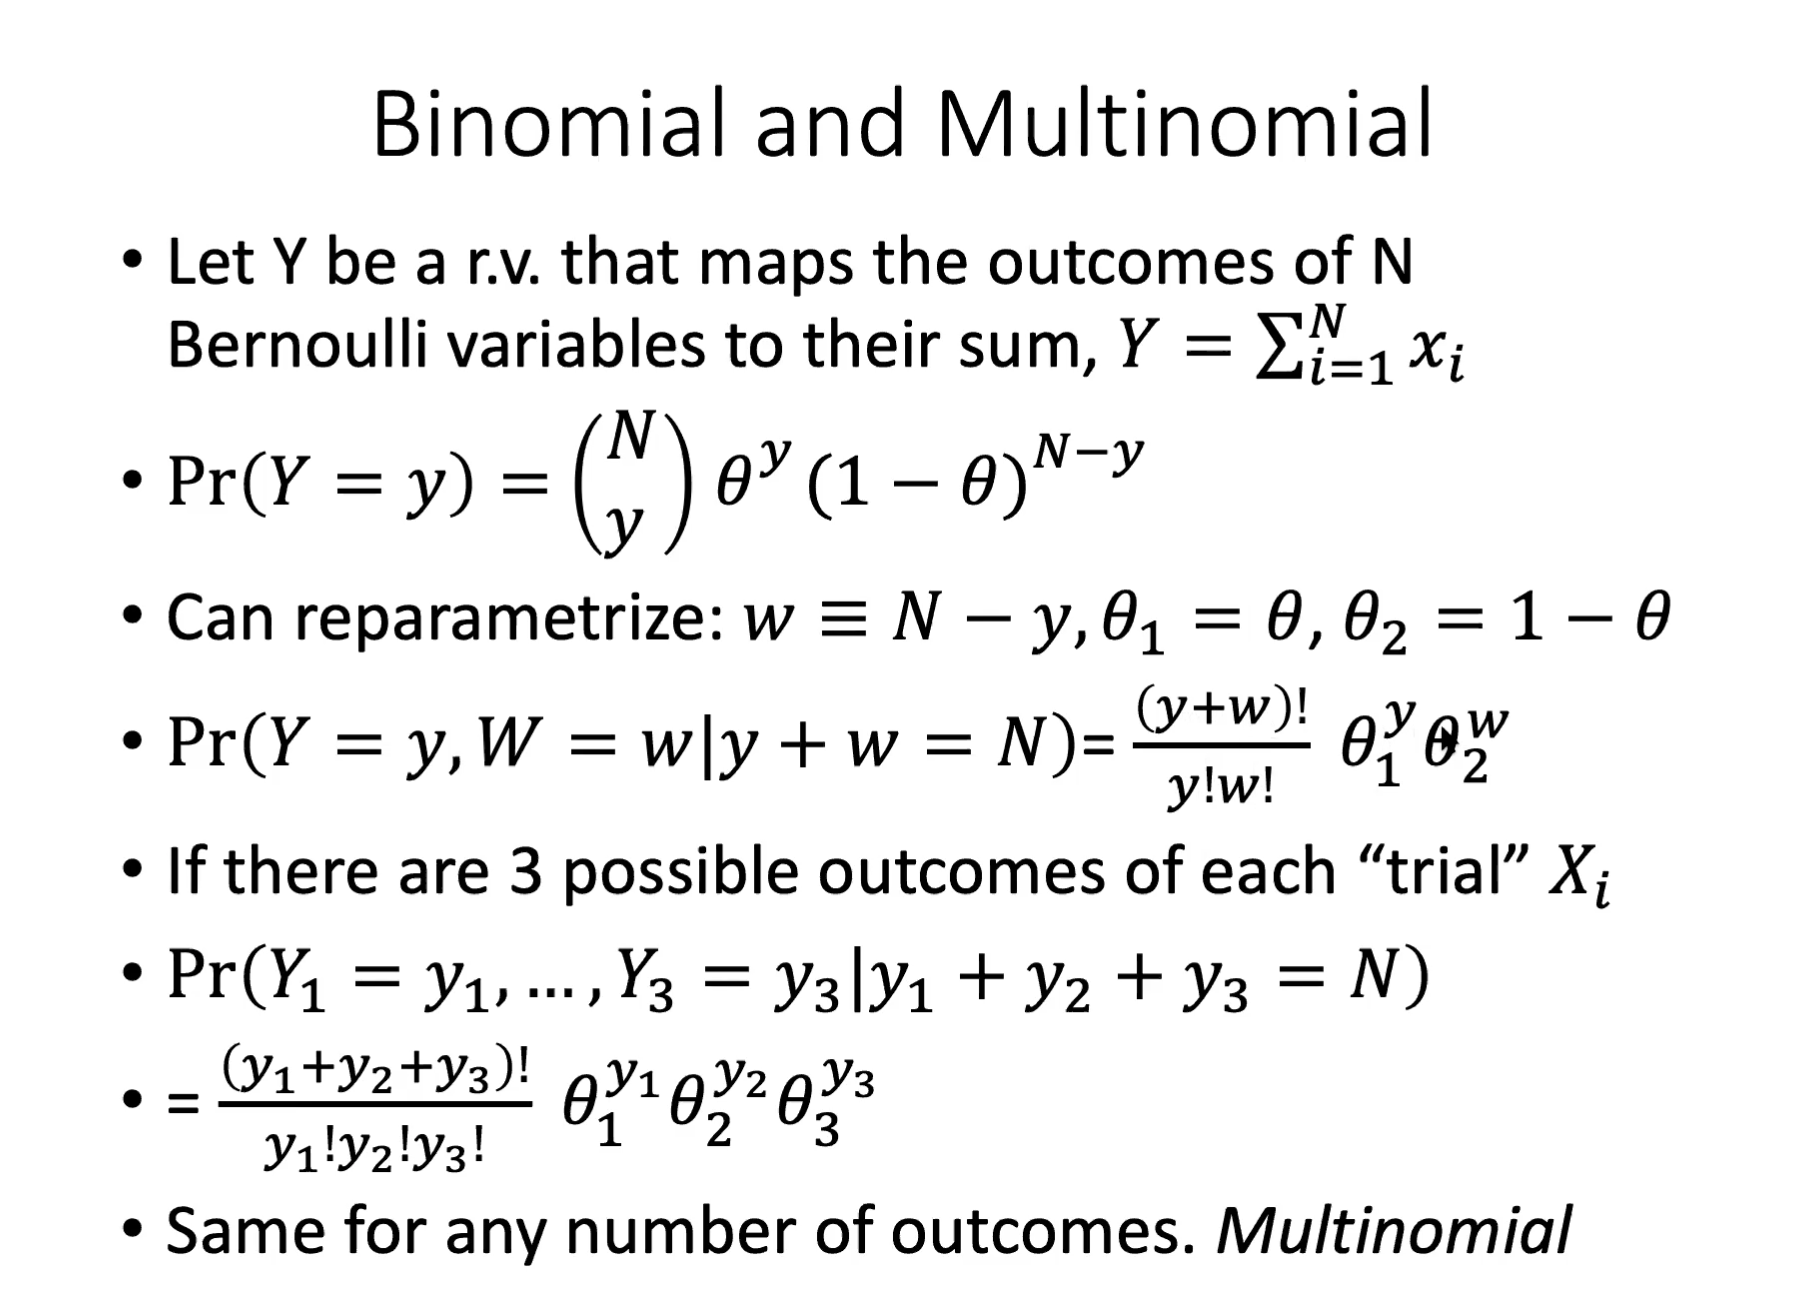 Binomial and Multinomial
• Let Y be a r.v. that maps the outcomes of N
Bernoulli variables to their sum, $Y = \sum_{i=1}^{N} x_i$
• $\Pr(Y = y) = \binom{N}{y} \theta^y (1 - \theta)^{N-y}$
• Can reparametrize: $w \equiv N - y, \theta_1 = \theta, \theta_2 = 1 - \theta$
• $\Pr(Y = y, W = w | y + w = N) = \frac{(y+w)!}{y!w!} \theta_1^y \theta_2^w$
• If there are 3 possible outcomes of each “trial” $X_i$
• $\Pr(Y_1 = y_1, \ldots, Y_3 = y_3 | y_1 + y_2 + y_3 = N)$
• $= \frac{(y_1+y_2+y_3)!}{y_1!y_2!y_3!} \theta_1^{y_1} \theta_2^{y_2} \theta_3^{y_3}$
• Same for any number of outcomes. Multinomial